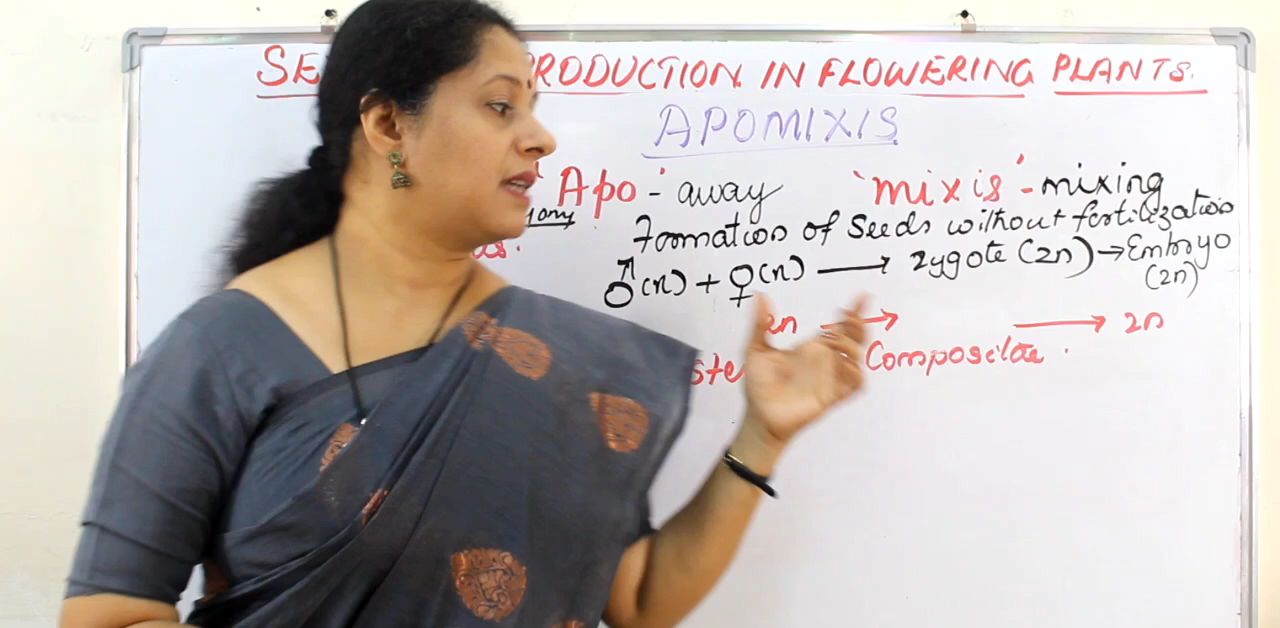 SE RODUCTION IN FLOWERING PLANTS.
APOMIXIS
'Apo'- away 'mixis'- mixing
Formation of Seeds without fertilization
♂(n) + ♀(n) → zygote (2n) → Embryo (2n)
2n → → 2n
Compositae.